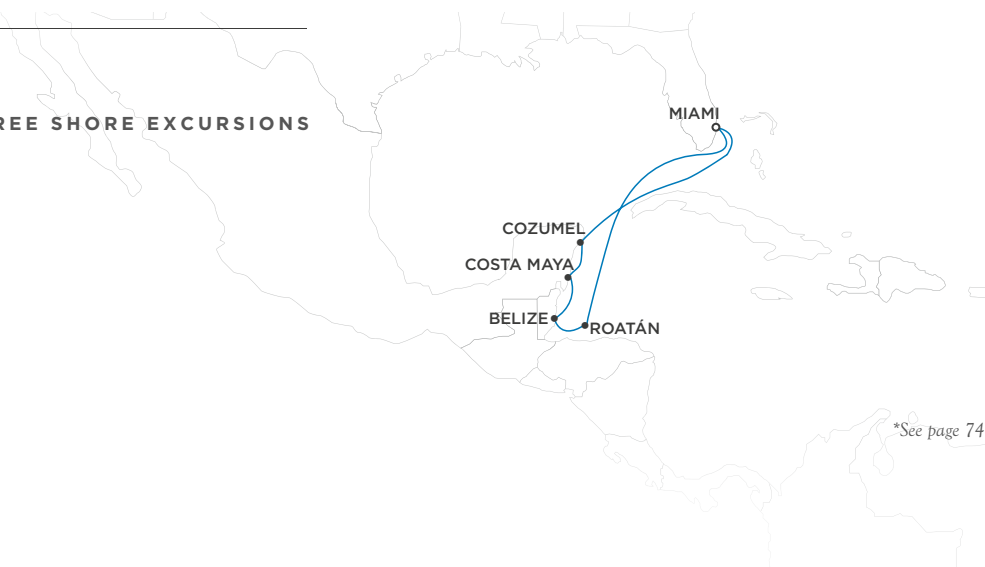 REE SHORE EXCURSIONS
MIAMI
COZUMEL
COSTA MAYA
BELIZE
ROATÁN
*See page 74